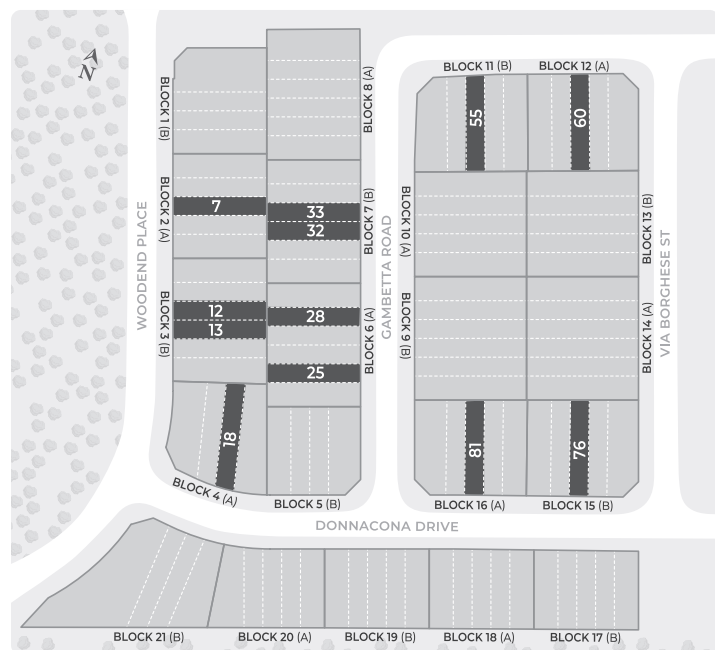 BLOCK 11 (B)
BLOCK 12 (A)
N
BLOCK 1 (B)
BLOCK 8 (A)
55
60
BLOCK 2 (A)
7
33
32
BLOCK 7 (B)
BLOCK 10 (A)
BLOCK 13 (B)
WOODEND PLACE
GAMBETTA ROAD
VIA BORGHESE ST
BLOCK 3 (B)
12
13
28
25
BLOCK 6 (A)
BLOCK 9 (B)
BLOCK 14 (A)
18
81
76
BLOCK 4 (A)
BLOCK 5 (B)
BLOCK 16 (A)
BLOCK 15 (B)
DONNACONA DRIVE
BLOCK 21 (B)
BLOCK 20 (A)
BLOCK 19 (B)
BLOCK 18 (A)
BLOCK 17 (B)